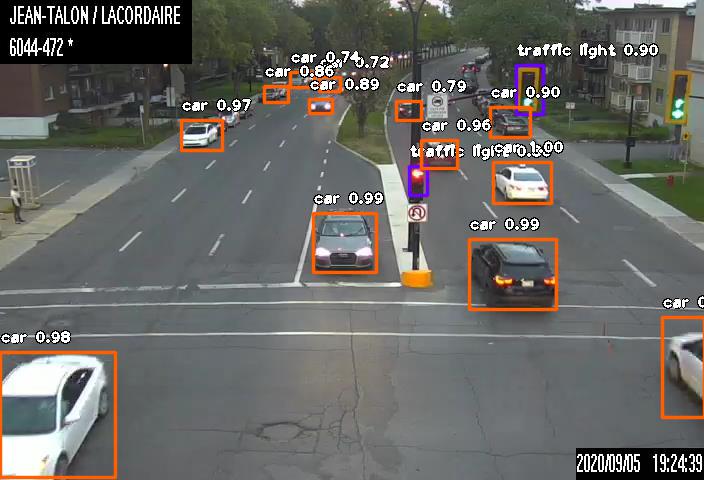 JEAN-TALON / LACORDAIRE
6044-472 *
car 0.74
0.72
traffic light 0.90
car 0.86
car 0.89
car 0.79
car 0.90
car 0.97
car 0.96
car 1.00
car 0.99
car 0.99
car 0.98
2020/09/05 19:24:39